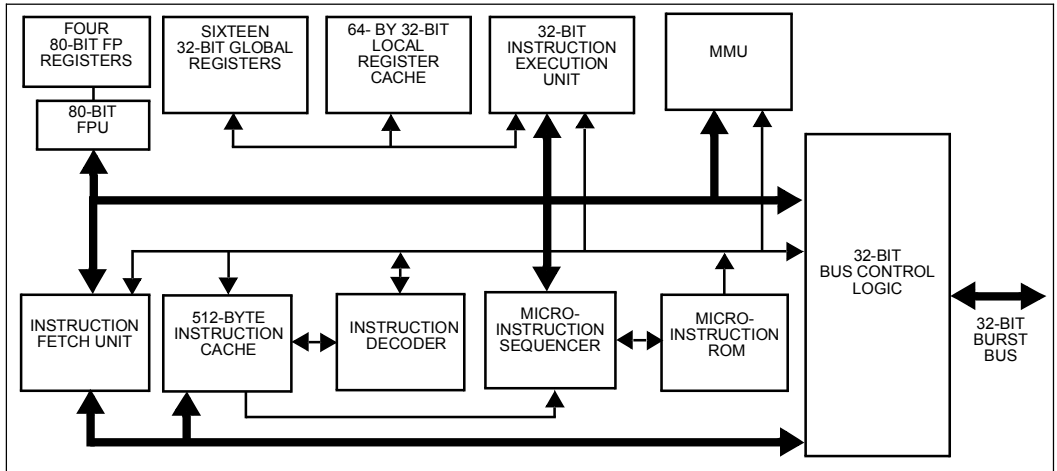 FOUR
80-BIT FP
REGISTERS
80-BIT
FPU
SIXTEEN
32-BIT GLOBAL
REGISTERS
64- BY 32-BIT
LOCAL
REGISTER
CACHE
32-BIT
INSTRUCTION
EXECUTION
UNIT
MMU
INSTRUCTION
FETCH UNIT
512-BYTE
INSTRUCTION
CACHE
INSTRUCTION
DECODER
MICRO-
INSTRUCTION
SEQUENCER
MICRO-
INSTRUCTION
ROM
32-BIT
BUS CONTROL
LOGIC
32-BIT
BURST
BUS